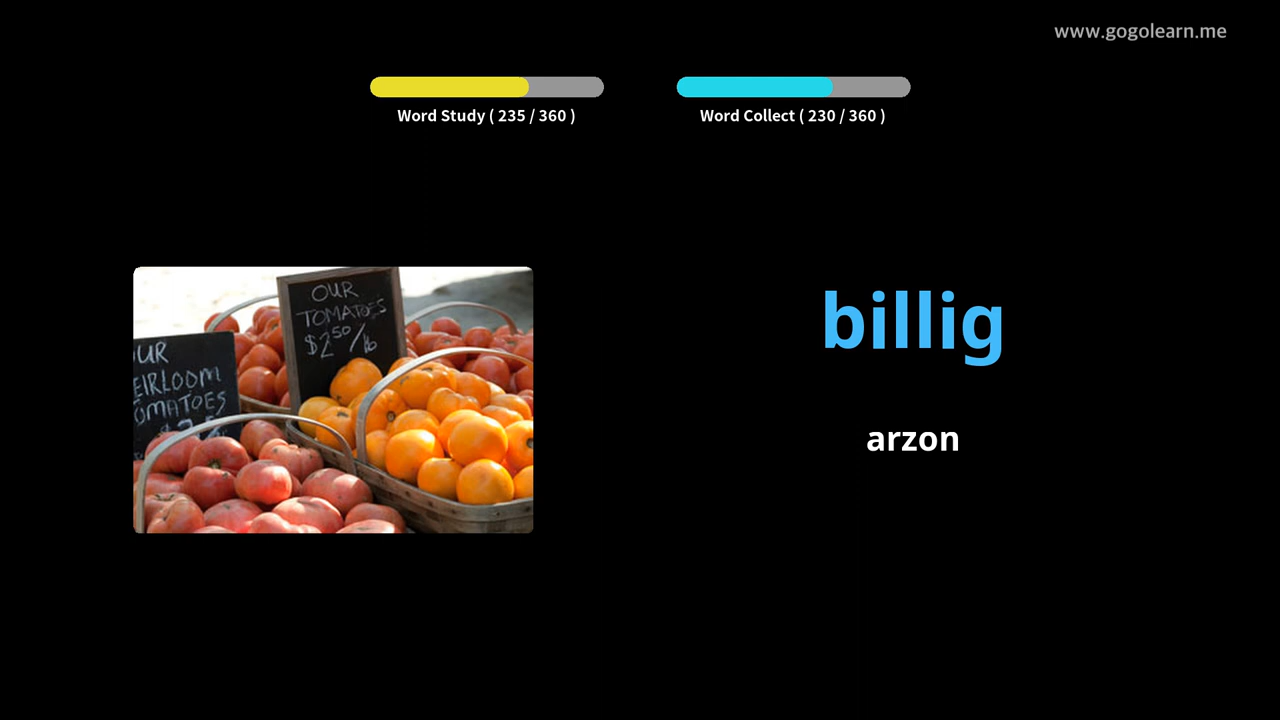 www.gogolearn.me
Word Study ( 235 / 360 )
Word Collect ( 230 / 360 )
OUR
TOMATOES
$2.50/lb
UR
EIRLOOM
OMATOES
billig
arzon